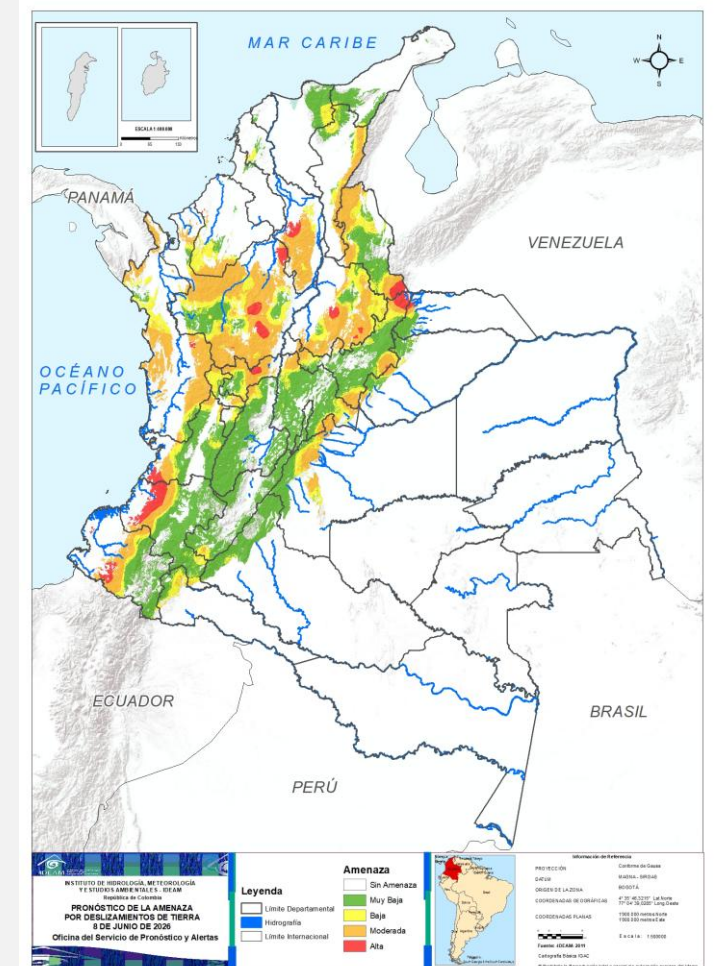 MAR CARIBE
N
W
E
S
ESCALA 1:
PANAMÁ
VENEZUELA
OCÉANO
PACÍFICO
ECUADOR
BRASIL
PERÚ
INSTITUTO DE HIDROLOGÍA, METEOROLOGÍA
Y ESTUDIOS AMBIENTALES - IDEAM
República de Colombia
PRONÓSTICO DE LA AMENAZA
POR DESLIZAMIENTOS DE TIERRA
8 DE JUNIO DE 2026
Oficina del Servicio de Pronóstico y Alertas
Leyenda
Límite Departamental
Hidrografía
Límite Internacional
Amenaza
Sin Amenaza
Muy Baja
Baja
Moderada
Alta
Información de Referencia
PROYECCIÓN
Conforme de Gauss
DATUM
MAGNA - SIRGAS
ORIGEN DE LA ZONA
BOGOTÁ
COORDENADAS GEOGRÁFICAS
COORDENADAS PLANAS
Escala:
Fuente: IDEAM
Cartografía Básica IGAC